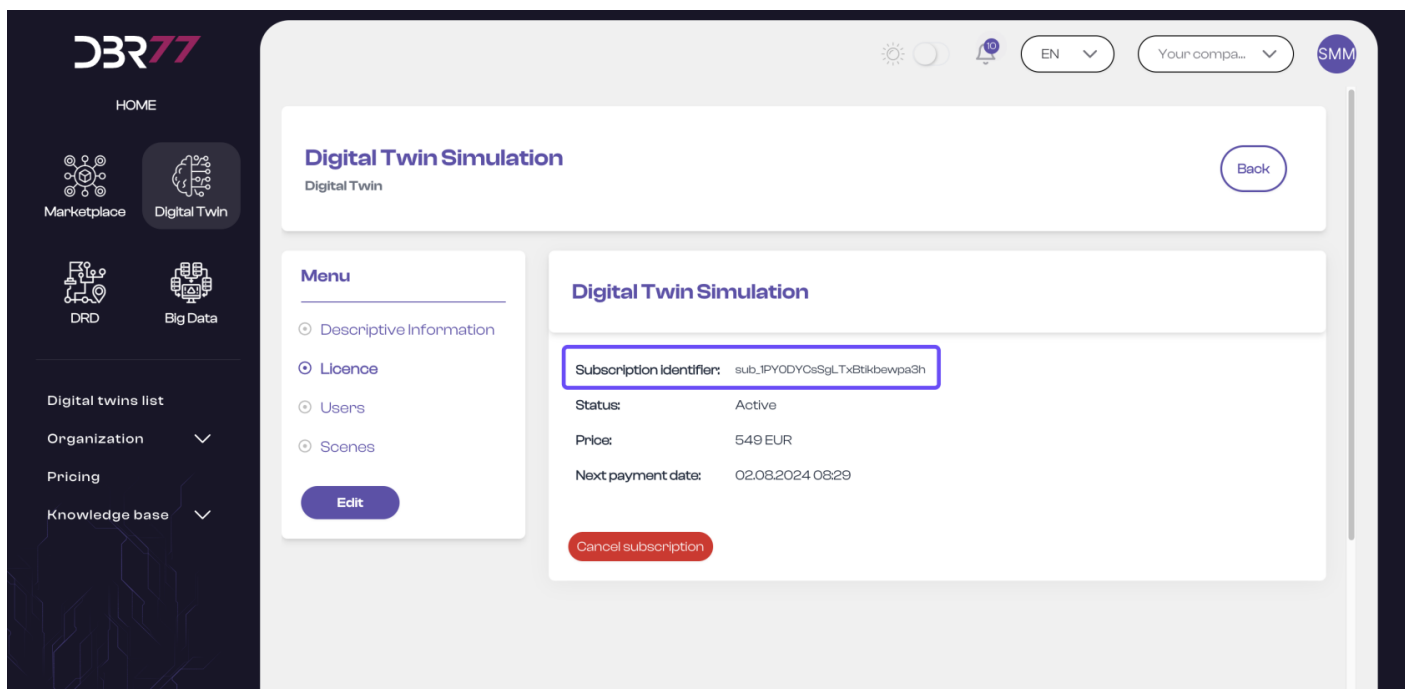 DBR77
10
EN
Your compa...
SMM
HOME
Marketplace
Digital Twin
DRD
Big Data
Digital twins list
Organization
Pricing
Knowledge base
Digital Twin Simulation
Digital Twin
Back
Menu
Descriptive Information
Licence
Users
Scenes
Edit
Digital Twin Simulation
Subscription identifier: sub_1PY0DYCsSgLTxBtikbewpa3h
Status: Active
Price: 549 EUR
Next payment date: 02.08.2024 08:29
Cancel subscription